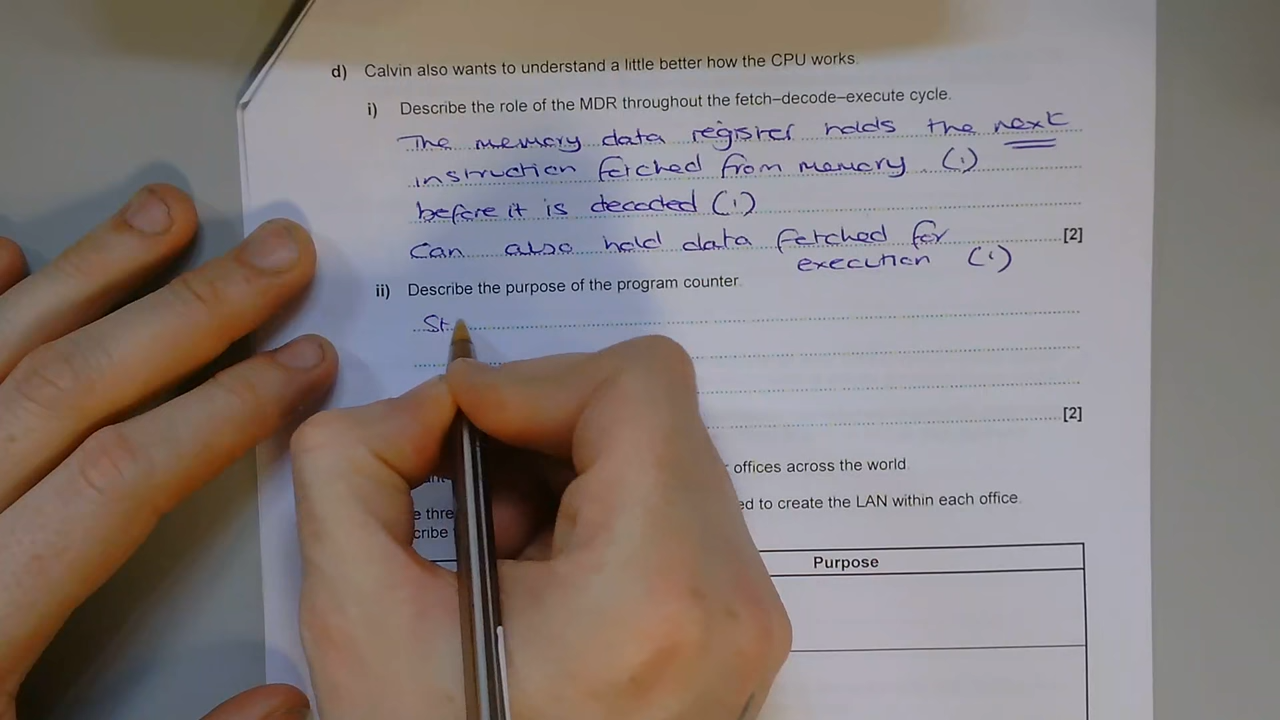 d) Calvin also wants to understand a little better how the CPU works.
i) Describe the role of the MDR throughout the fetch–decode–execute cycle.
The memory data register holds the next
instruction fetched from memory (1)
before it is decoded (1)
Can also hold data fetched for
execution (1)
[2]
ii) Describe the purpose of the program counter.
St
[2]
offices across the world
ed to create the LAN within each office.
e thre
cribe
Purpose